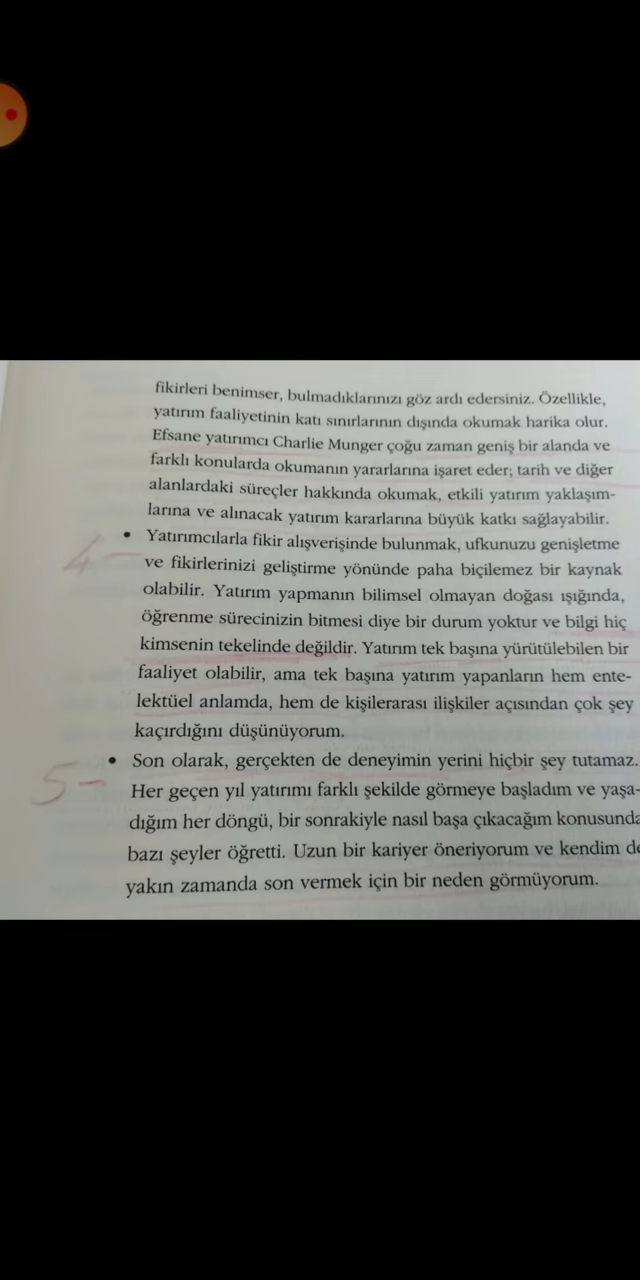 fikirleri benimser, bulmadıklarınızı göz ardı edersiniz. Özellikle,
yatırım faaliyetinin katı sınırlarının dışında okumak harika olur.
Efsane yatırımcı Charlie Munger çoğu zaman geniş bir alanda ve
farklı konularda okumanın yararlarına işaret eder; tarih ve diğer
alanlardaki süreçler hakkında okumak, etkili yatırım yaklaşım-
larına ve alınacak yatırım kararlarına büyük katkı sağlayabilir.
4- • Yatırımcılarla fikir alışverişinde bulunmak, ufkunuzu genişletme
ve fikirlerinizi geliştirme yönünde paha biçilemez bir kaynak
olabilir. Yatırım yapmanın bilimsel olmayan doğası ışığında,
öğrenme sürecinizin bitmesi diye bir durum yoktur ve bilgi hiç
kimsenin tekelinde değildir. Yatırım tek başına yürütülebilen bir
faaliyet olabilir, ama tek başına yatırım yapanların hem ente-
lektüel anlamda, hem de kişilerarası ilişkiler açısından çok şey
kaçırdığını düşünüyorum.
5- • Son olarak, gerçekten de deneyimin yerini hiçbir şey tutamaz.
Her geçen yıl yatırımı farklı şekilde görmeye başladım ve yaşa-
dığım her döngü, bir sonrakiyle nasıl başa çıkacağım konusunda
bazı şeyler öğretti. Uzun bir kariyer öneriyorum ve kendim de
yakın zamanda son vermek için bir neden görmüyorum.